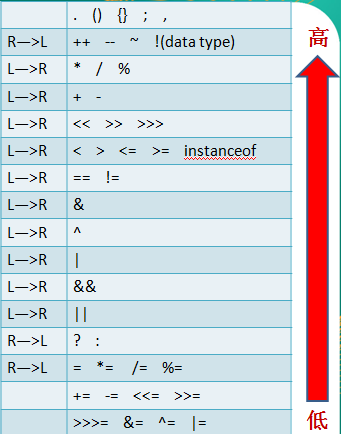 . () {} ; ,
高
R—>L ++ -- ~ !(data type)
L—>R * / %
L—>R + -
L—>R << >> >>>
L—>R < > <= >= instanceof
L—>R == !=
L—>R &
L—>R ^
L—>R |
L—>R &&
L—>R ||
R—>L ? :
R—>L = *= /= %=
+= -= <<= >>=
>>>= &= ^= |=
低